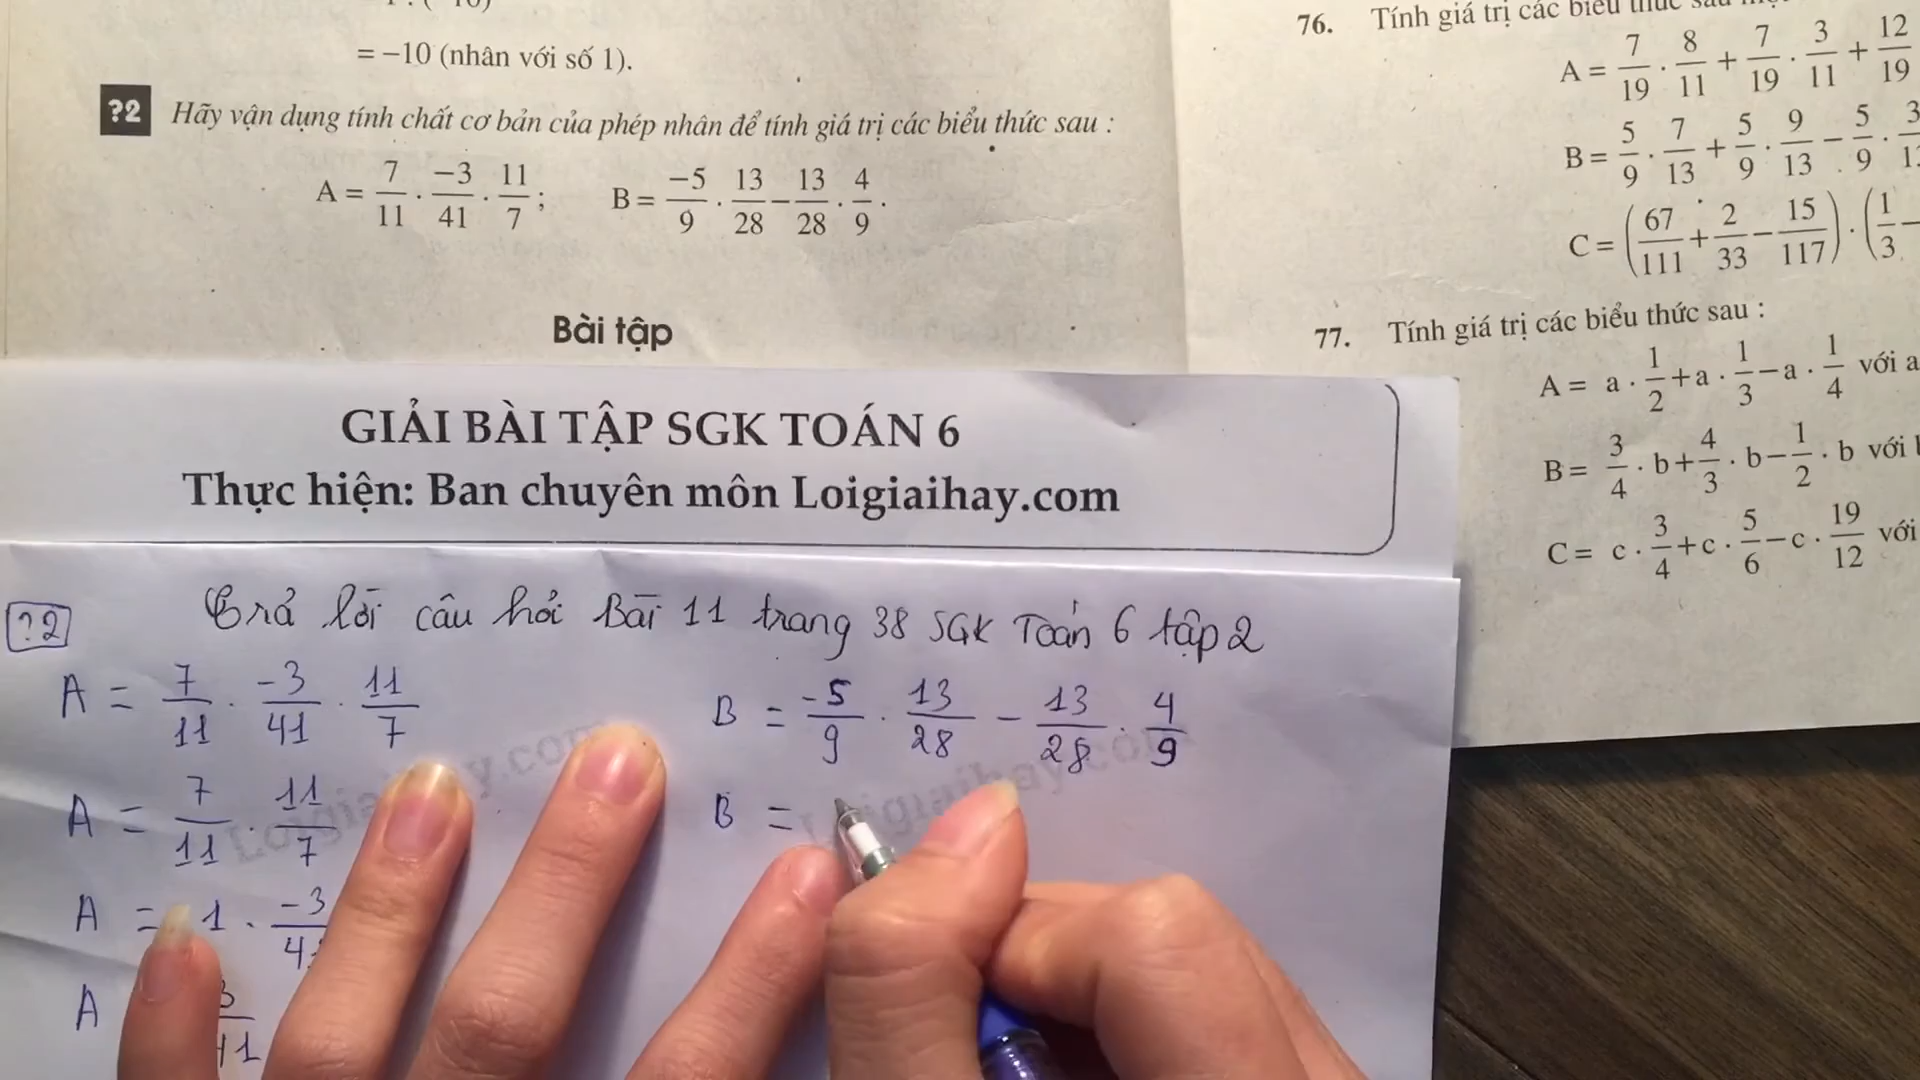 = −10 (nhân với số 1).
?2 Hãy vận dụng tính chất cơ bản của phép nhân để tính giá trị các biểu thức sau :
A = 7/11 · −3/41 · 11/7 ; B = −5/9 · 13/28 − 13/28 · 4/9 ·
Bài tập
76. Tính giá trị các biểu thức sau
A = 7/19 · 8/11 + 7/19 · 3/11 + 12/19
B = 5/9 · 7/13 + 5/9 · 9/13 − 5/9 ·
C = (67/111 + 2/33 − 15/117) · (1/3 −
77. Tính giá trị các biểu thức sau :
A = a · 1/2 + a · 1/3 − a · 1/4 với a
B = 3/4 · b + 4/3 · b − 1/2 · b với
C = c · 3/4 + c · 5/6 − c · 19/12 với
GIẢI BÀI TẬP SGK TOÁN 6
Thực hiện: Ban chuyên môn Loigiaihay.com
Trả lời câu hỏi Bài 11 trang 38 SGK Toán 6 tập 2
?2
A = 7/11 · −3/41 · 11/7
A = 7/11 · 11/7
A = 1 · −3/
A
B = −5/9 · 13/28 − 13/28 · 4/9
B =
Loigiaihay.com
Loigiaihay.com